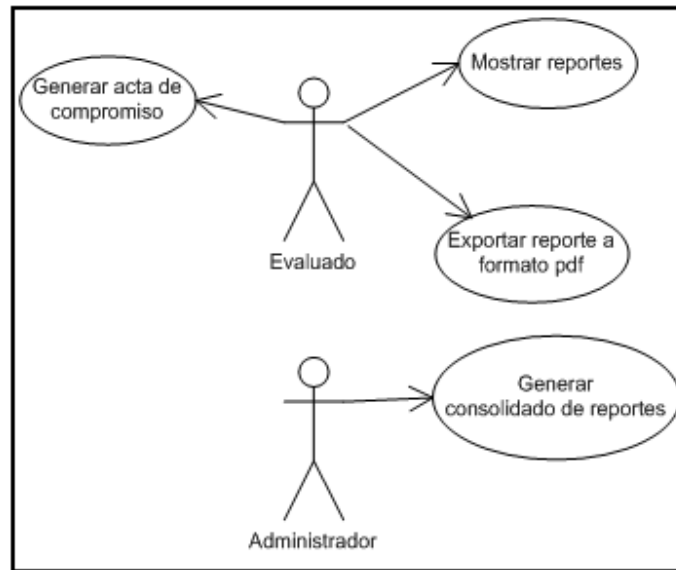 Mostrar reportes
Generar acta de
compromiso
Exportar reporte a
formato pdf
Evaluado
Generar
consolidado de reportes
Administrador